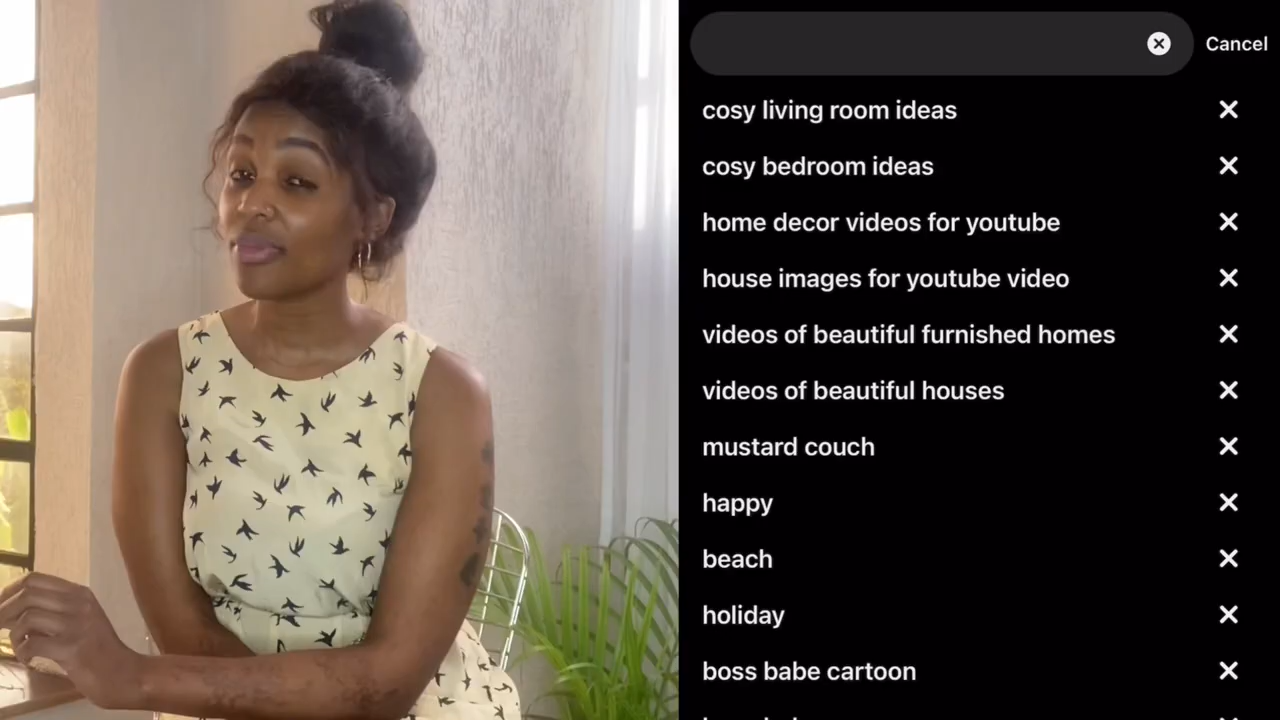 Cancel
cosy living room ideas
cosy bedroom ideas
home decor videos for youtube
house images for youtube video
videos of beautiful furnished homes
videos of beautiful houses
mustard couch
happy
beach
holiday
boss babe cartoon